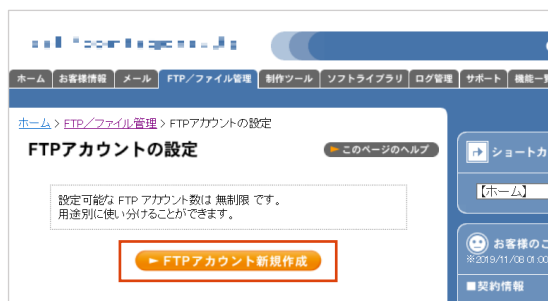 ホーム お客様情報 メール FTP／ファイル管理 制作ツール ソフトライブラリ ログ管理 サポート 機能一
ホーム > FTP／ファイル管理 > FTPアカウントの設定
FTPアカウントの設定
このページのヘルプ
設定可能な FTP アカウント数は 無制限 です。
用途別に使い分けることができます。
FTPアカウント新規作成
ショートカ
【ホーム】
お客様のご
※2019/11/08 01:00
■契約情報